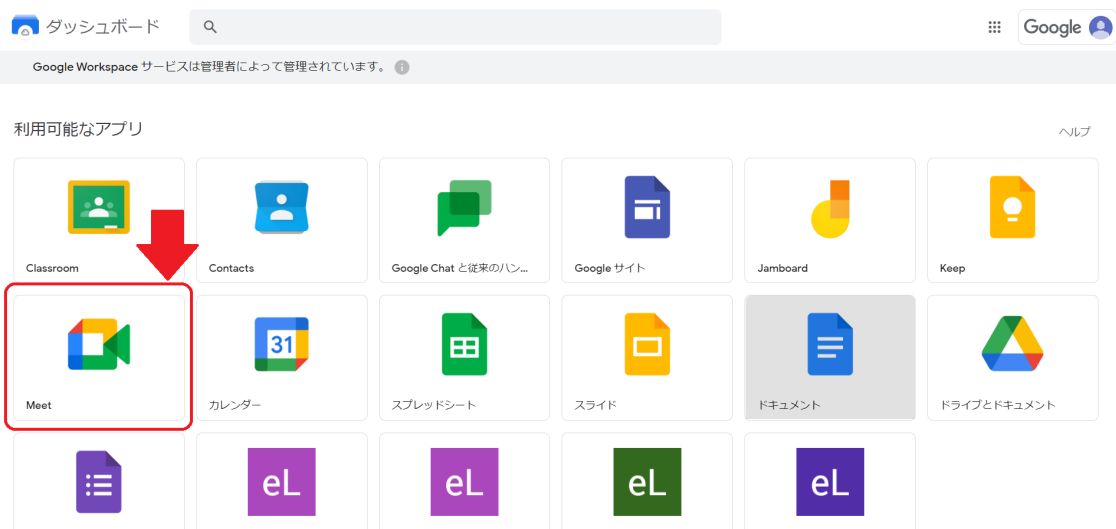 ダッシュボード
Google
Google Workspace サービスは管理者によって管理されています。 i
利用可能なアプリ
ヘルプ
Classroom
Contacts
Google Chat と従来のハン...
Google サイト
Jamboard
Keep
Meet
31
カレンダー
スプレッドシート
スライド
ドキュメント
ドライブとドキュメント
eL
eL
eL
eL